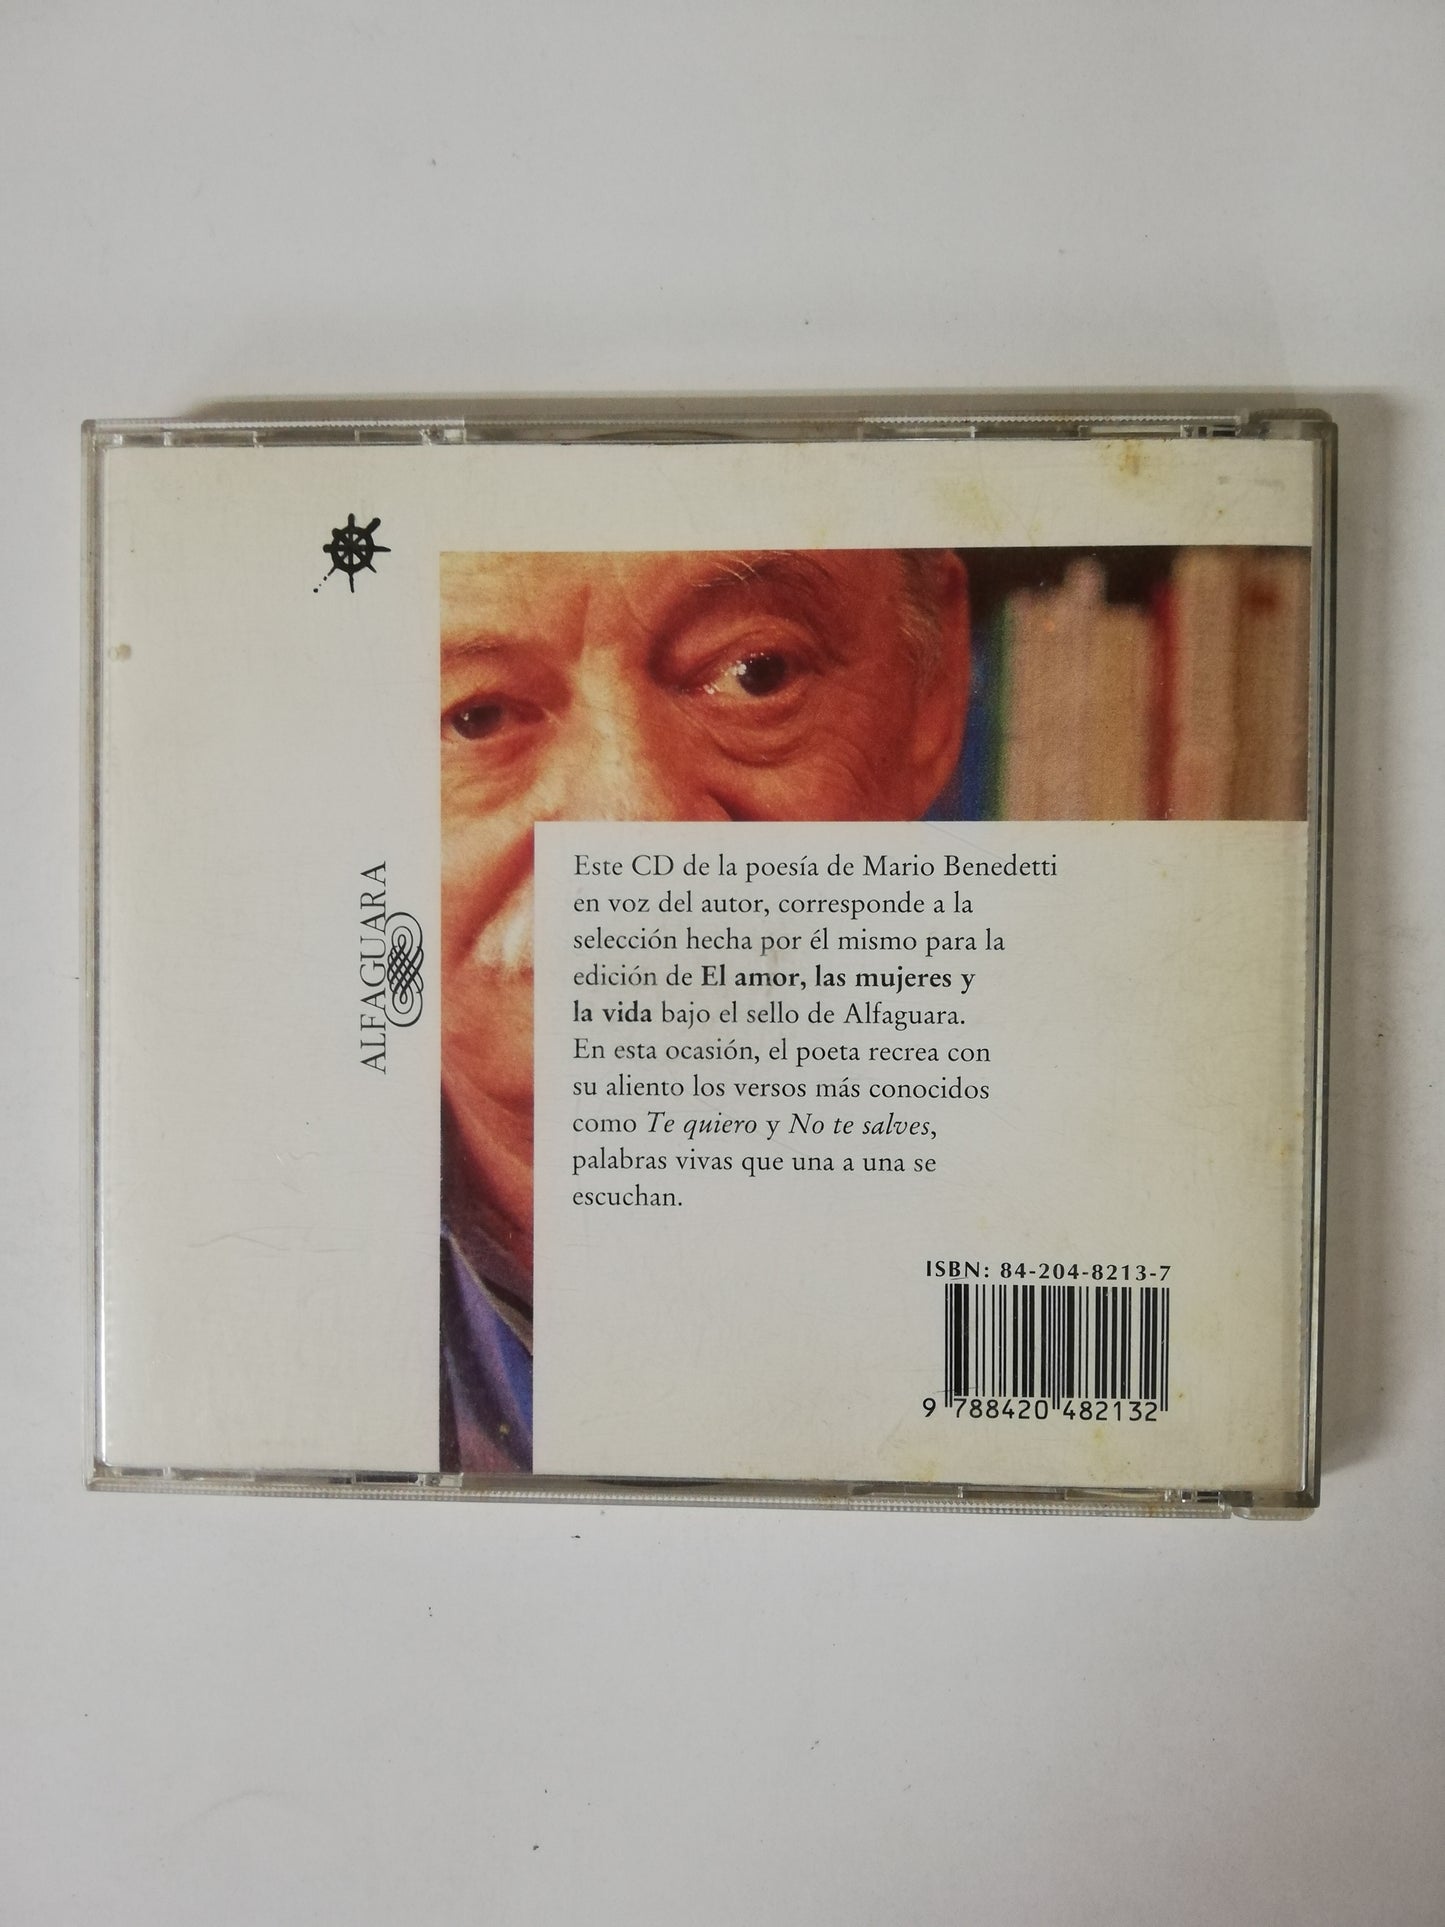 ALFAGUARA
Este CD de la poesía de Mario Benedetti
en voz del autor, corresponde a la
selección hecha por él mismo para la
edición de El amor, las mujeres y
la vida bajo el sello de Alfaguara.
En esta ocasión, el poeta recrea con
su aliento los versos más conocidos
como Te quiero y No te salves,
palabras vivas que una a una se
escuchan.
ISBN: 84-204-8213-7
9 788420 482132